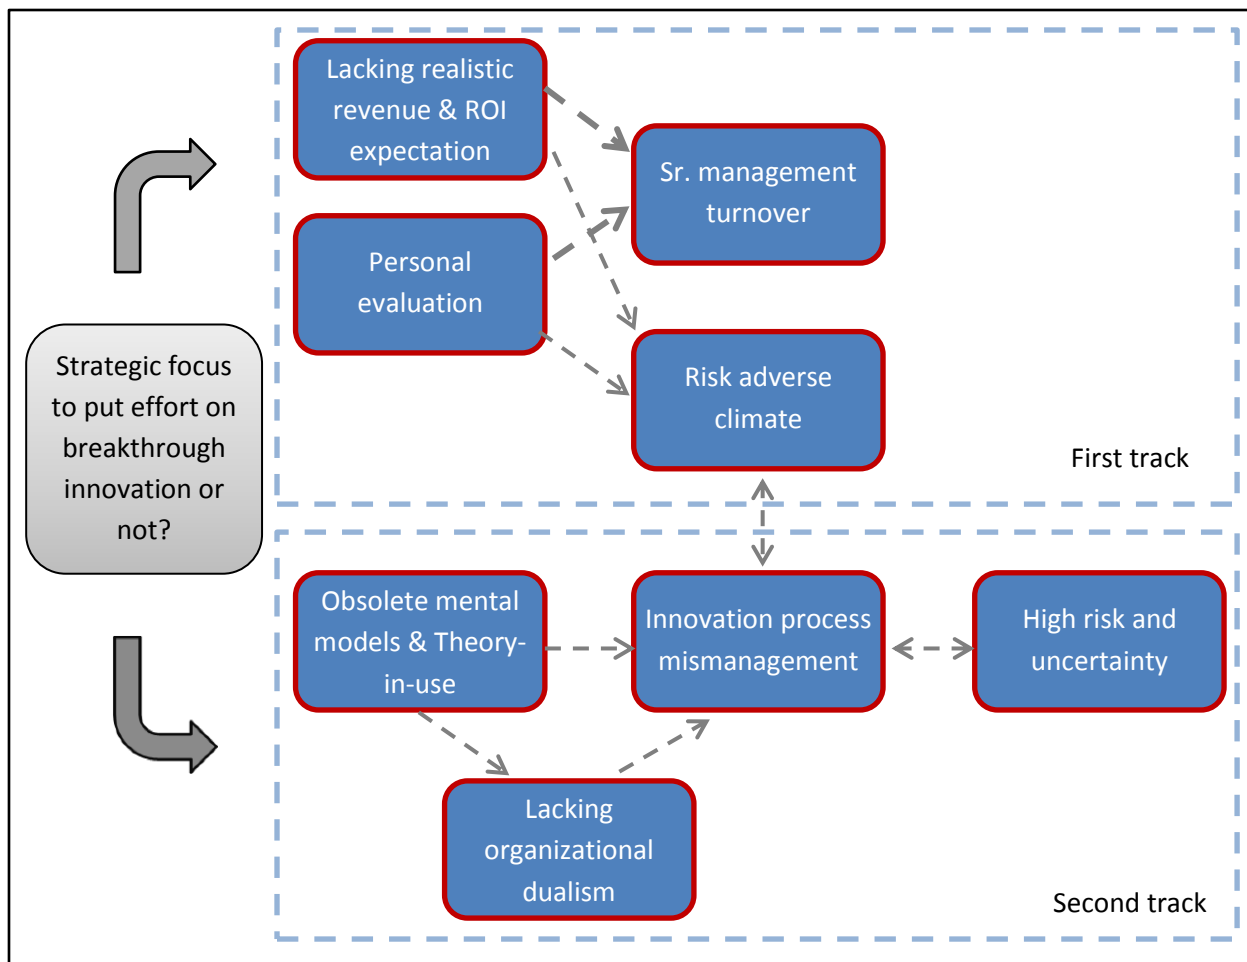 Lacking realistic
revenue & ROI
expectation
Sr. management
turnover
Personal
evaluation
Risk adverse
climate
First track
Strategic focus
to put effort on
breakthrough
innovation or
not?
Obsolete mental
models & Theory-
in-use
Innovation process
mismanagement
High risk and
uncertainty
Lacking
organizational
dualism
Second track